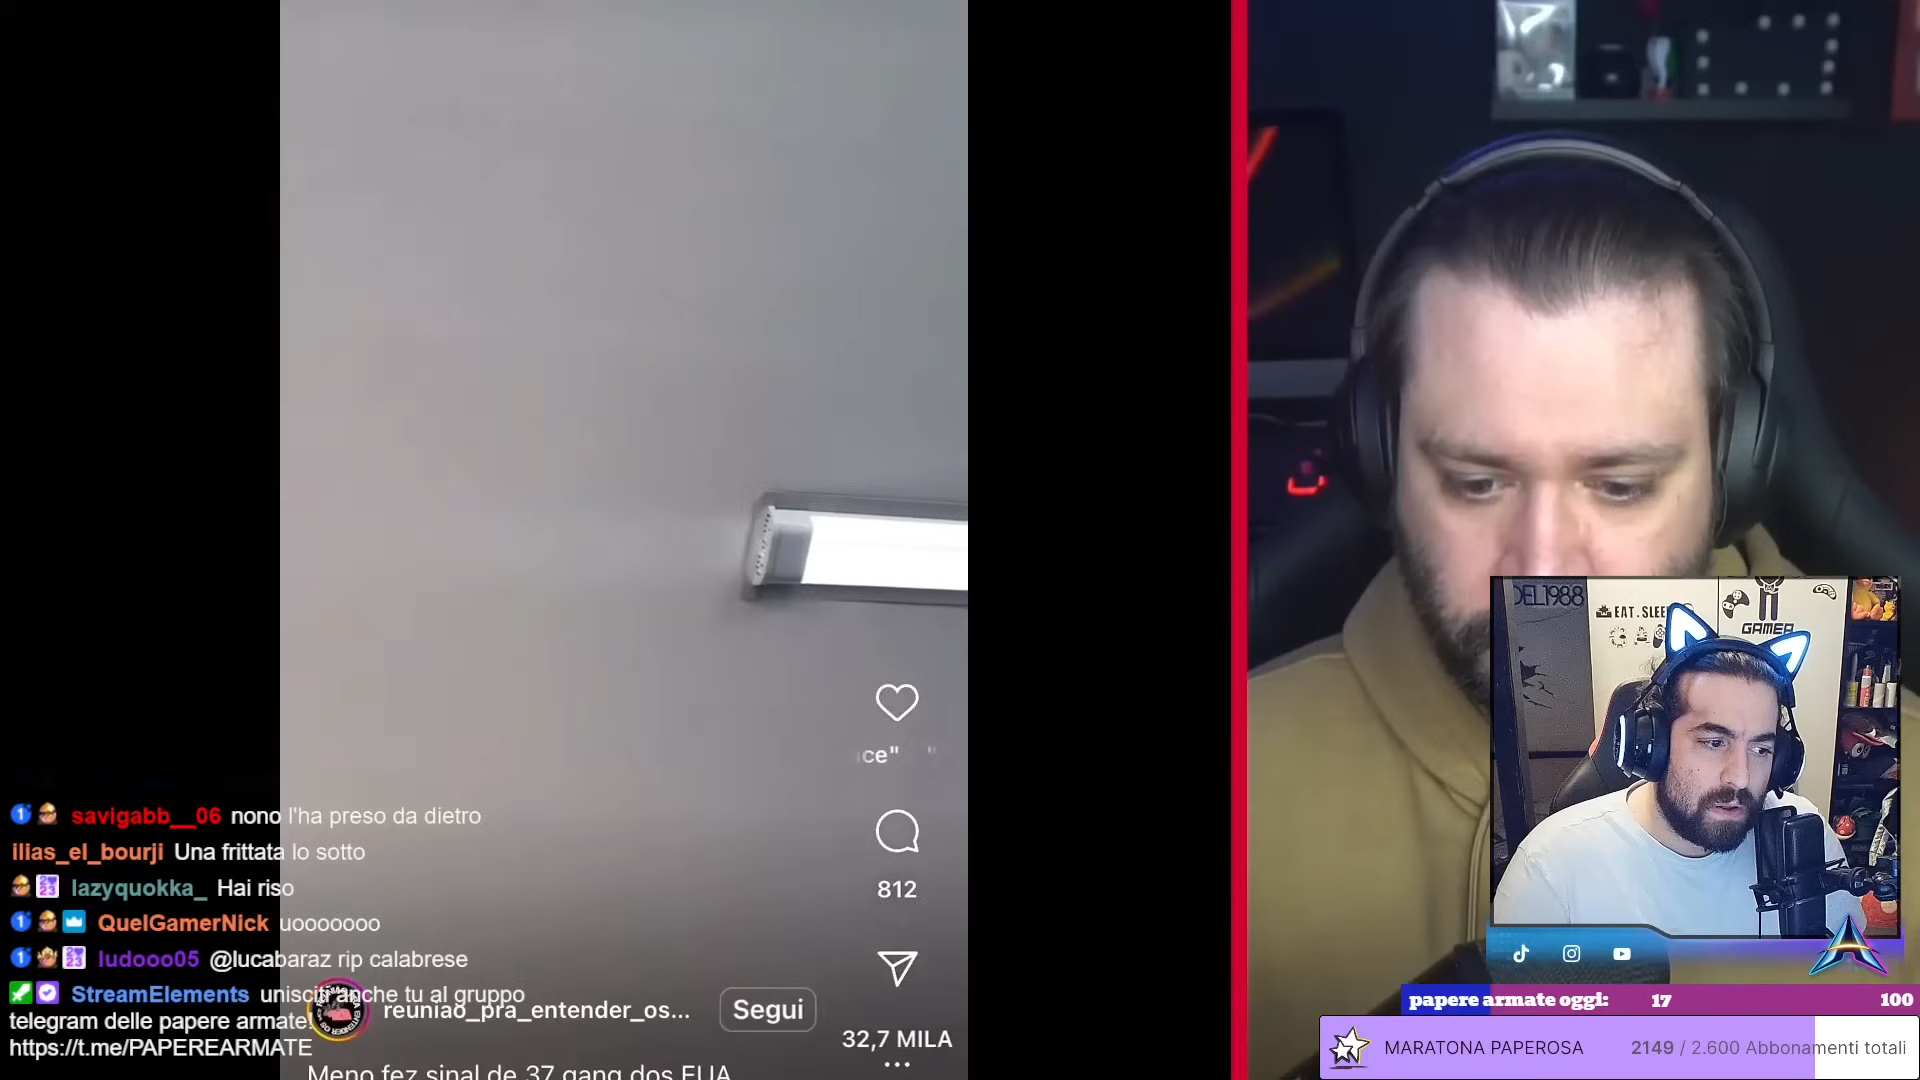 DEL1988
EAT.SLEE
GAMER
ce" "
savigabb__06 nono l'ha preso da dietro
ilias_el_bourji Una frittata lo sotto
lazyquokka_ Hai riso
812
QuelGamerNick uooooooo
ludooo05 @lucabaraz rip calabrese
StreamElements unisciti anche tu al gruppo
telegram delle papere armate!
https://t.me/PAPEREARMATE
reuniao_pra_entender_os...
Segui
32,7 MILA
Meno fez sinal de 37 gang dos EUA
papere armate oggi: 17 100
MARATONA PAPEROSA 2149 / 2.600 Abbonamenti totali